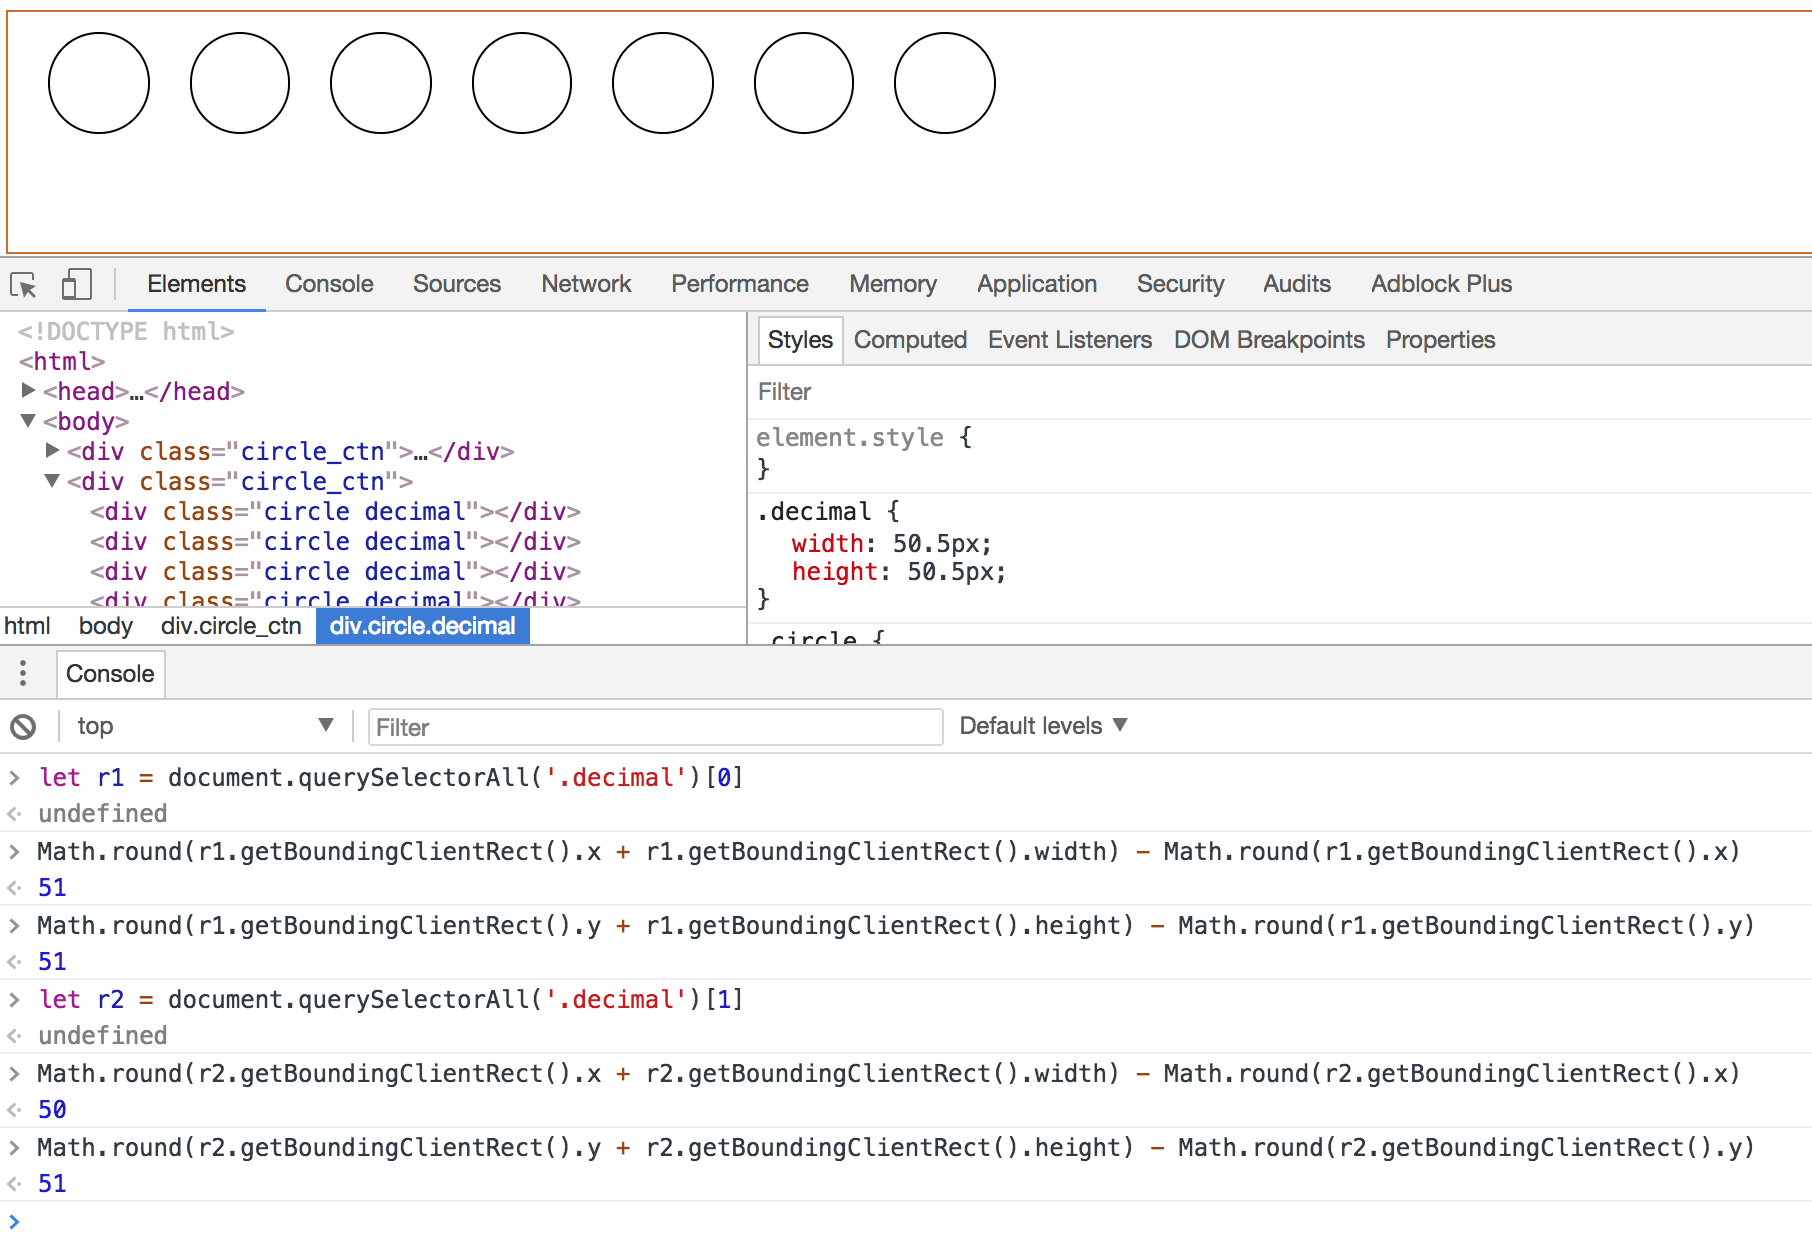 Elements Console Sources Network Performance Memory Application Security Audits Adblock Plus
<!DOCTYPE html>
<html>
▶<head>…</head>
▼<body>
▶<div class="circle_ctn">…</div>
▼<div class="circle_ctn">
<div class="circle decimal"></div>
<div class="circle decimal"></div>
<div class="circle decimal"></div>
<div class="circle decimal"></div>
html body div.circle_ctn div.circle.decimal
Styles Computed Event Listeners DOM Breakpoints Properties
Filter
element.style {
}
.decimal {
width: 50.5px;
height: 50.5px;
}
.circle {
Console
top ▼ Filter Default levels ▼
> let r1 = document.querySelectorAll('.decimal')[0]
undefined
> Math.round(r1.getBoundingClientRect().x + r1.getBoundingClientRect().width) - Math.round(r1.getBoundingClientRect().x)
51
> Math.round(r1.getBoundingClientRect().y + r1.getBoundingClientRect().height) - Math.round(r1.getBoundingClientRect().y)
51
> let r2 = document.querySelectorAll('.decimal')[1]
undefined
> Math.round(r2.getBoundingClientRect().x + r2.getBoundingClientRect().width) - Math.round(r2.getBoundingClientRect().x)
50
> Math.round(r2.getBoundingClientRect().y + r2.getBoundingClientRect().height) - Math.round(r2.getBoundingClientRect().y)
51
>